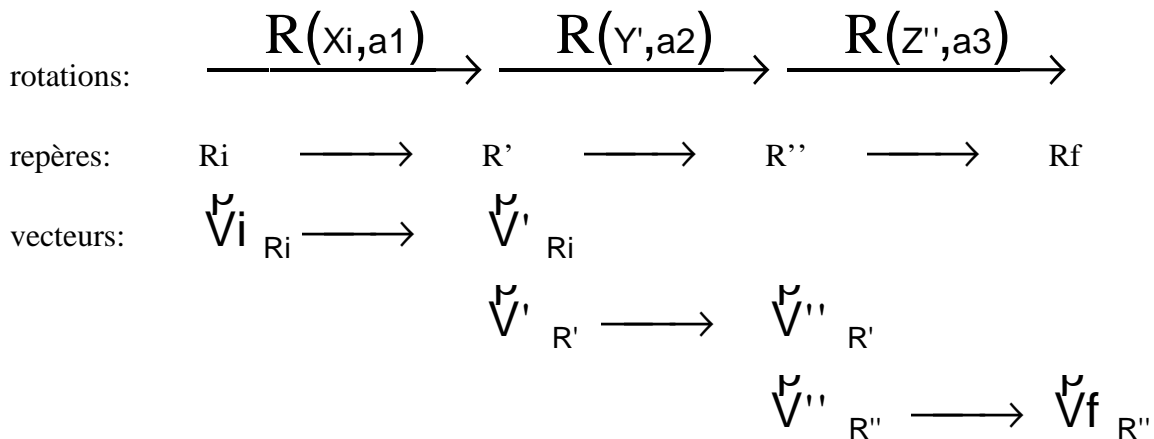 R(Xi,a1) R(Y',a2) R(Z'',a3)
rotations:
repères: Ri R’ R’’ Rf
vecteurs: Vi Ri V' Ri
V' R' V'' R'
V'' R'' Vf R''